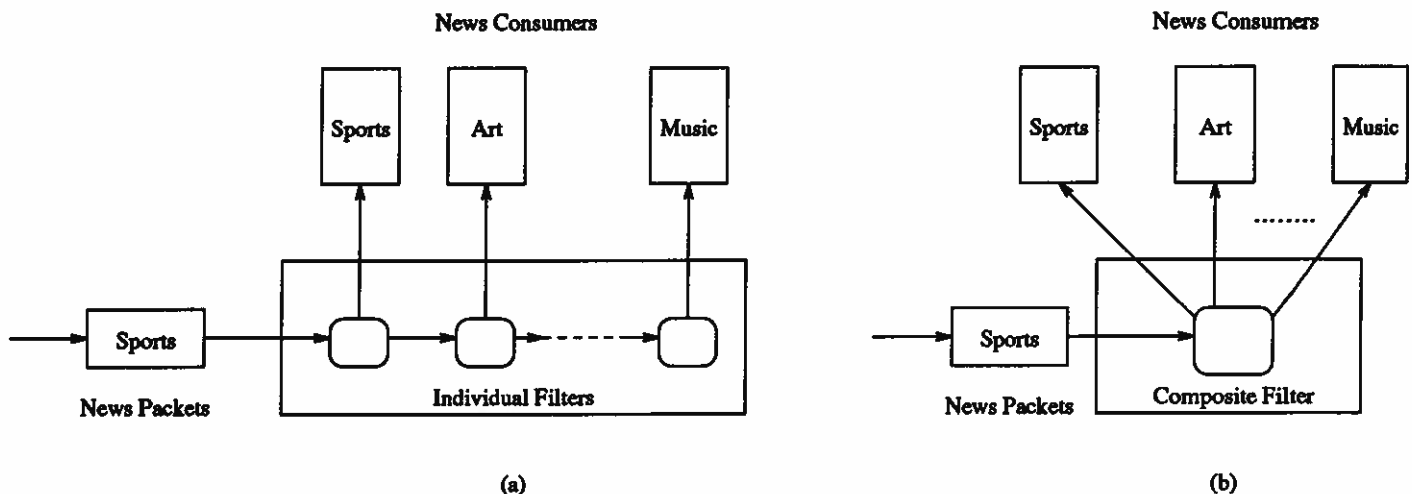 News Consumers
Sports
Art
Music
Sports
News Packets
Individual Filters
(a)
News Consumers
Sports
Art
Music
Sports
News Packets
Composite Filter
(b)